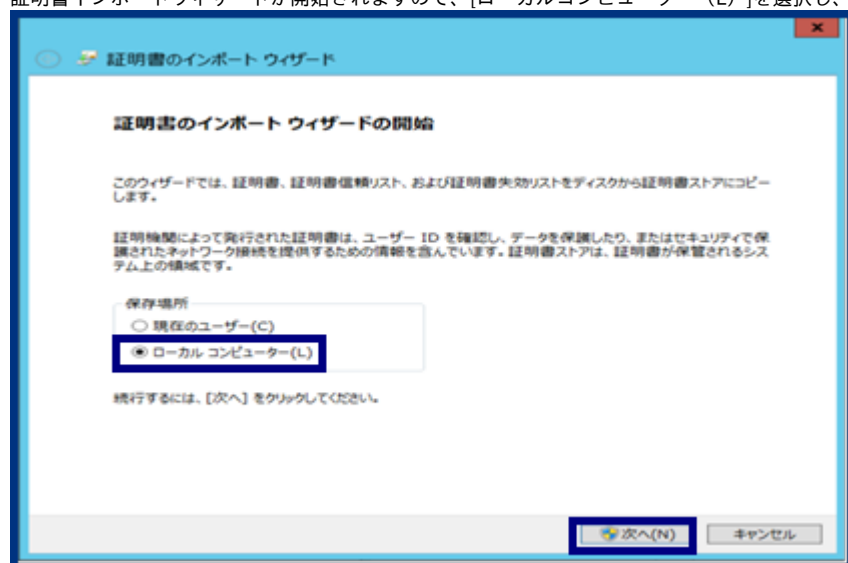 証明書インポートウィザードが開始されますので、[ローカルコンピューター（L）]を選択し、
証明書のインポート ウィザード
証明書のインポート ウィザードの開始
このウィザードでは、証明書、証明書信頼リスト、および証明書失効リストをディスクから証明書ストアにコピー
します。
証明機関によって発行された証明書は、ユーザー ID を確認し、データを保護したり、またはセキュリティで保
護されたネットワーク接続を提供するための情報を含んでいます。証明書ストアは、証明書が保管されるシス
テム上の領域です。
保存場所
現在のユーザー(C)
ローカル コンピューター(L)
続行するには、[次へ] をクリックしてください。
次へ(N)
キャンセル